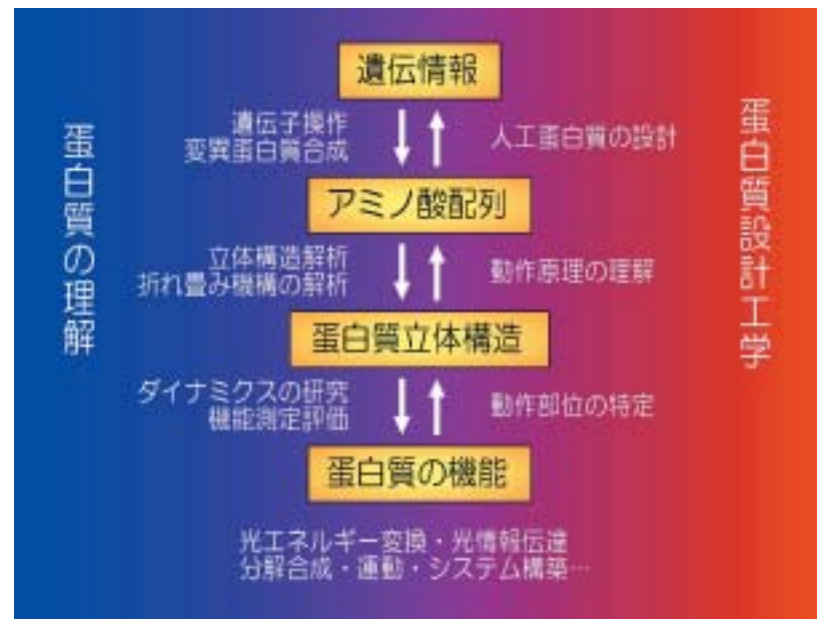 遺伝情報
遺伝子操作
変異蛋白質合成
人工蛋白質の設計
アミノ酸配列
立体構造解析
折れ畳み機構の解析
動作原理の理解
蛋白質立体構造
ダイナミクスの研究
機能測定評価
動作部位の特定
蛋白質の機能
光エネルギー変換・光情報伝達
分解合成・運動・システム構築…
蛋白質の理解
蛋白質設計工学